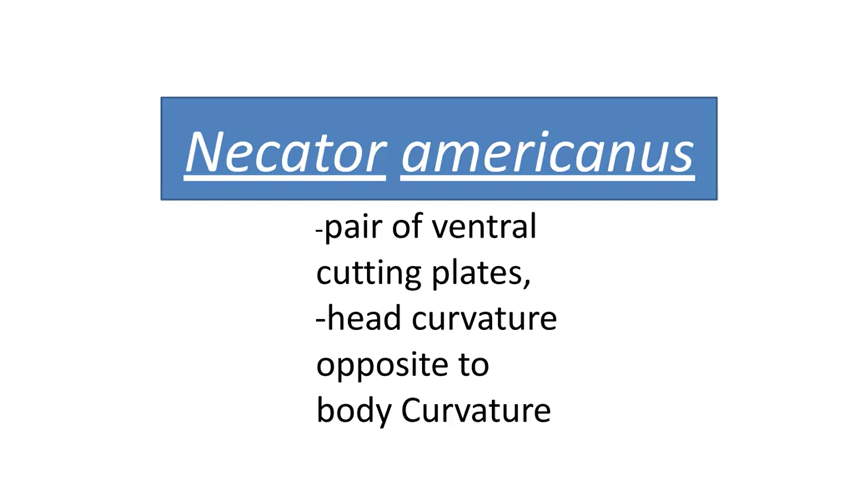 Necator americanus
-pair of ventral
cutting plates,
-head curvature
opposite to
body Curvature